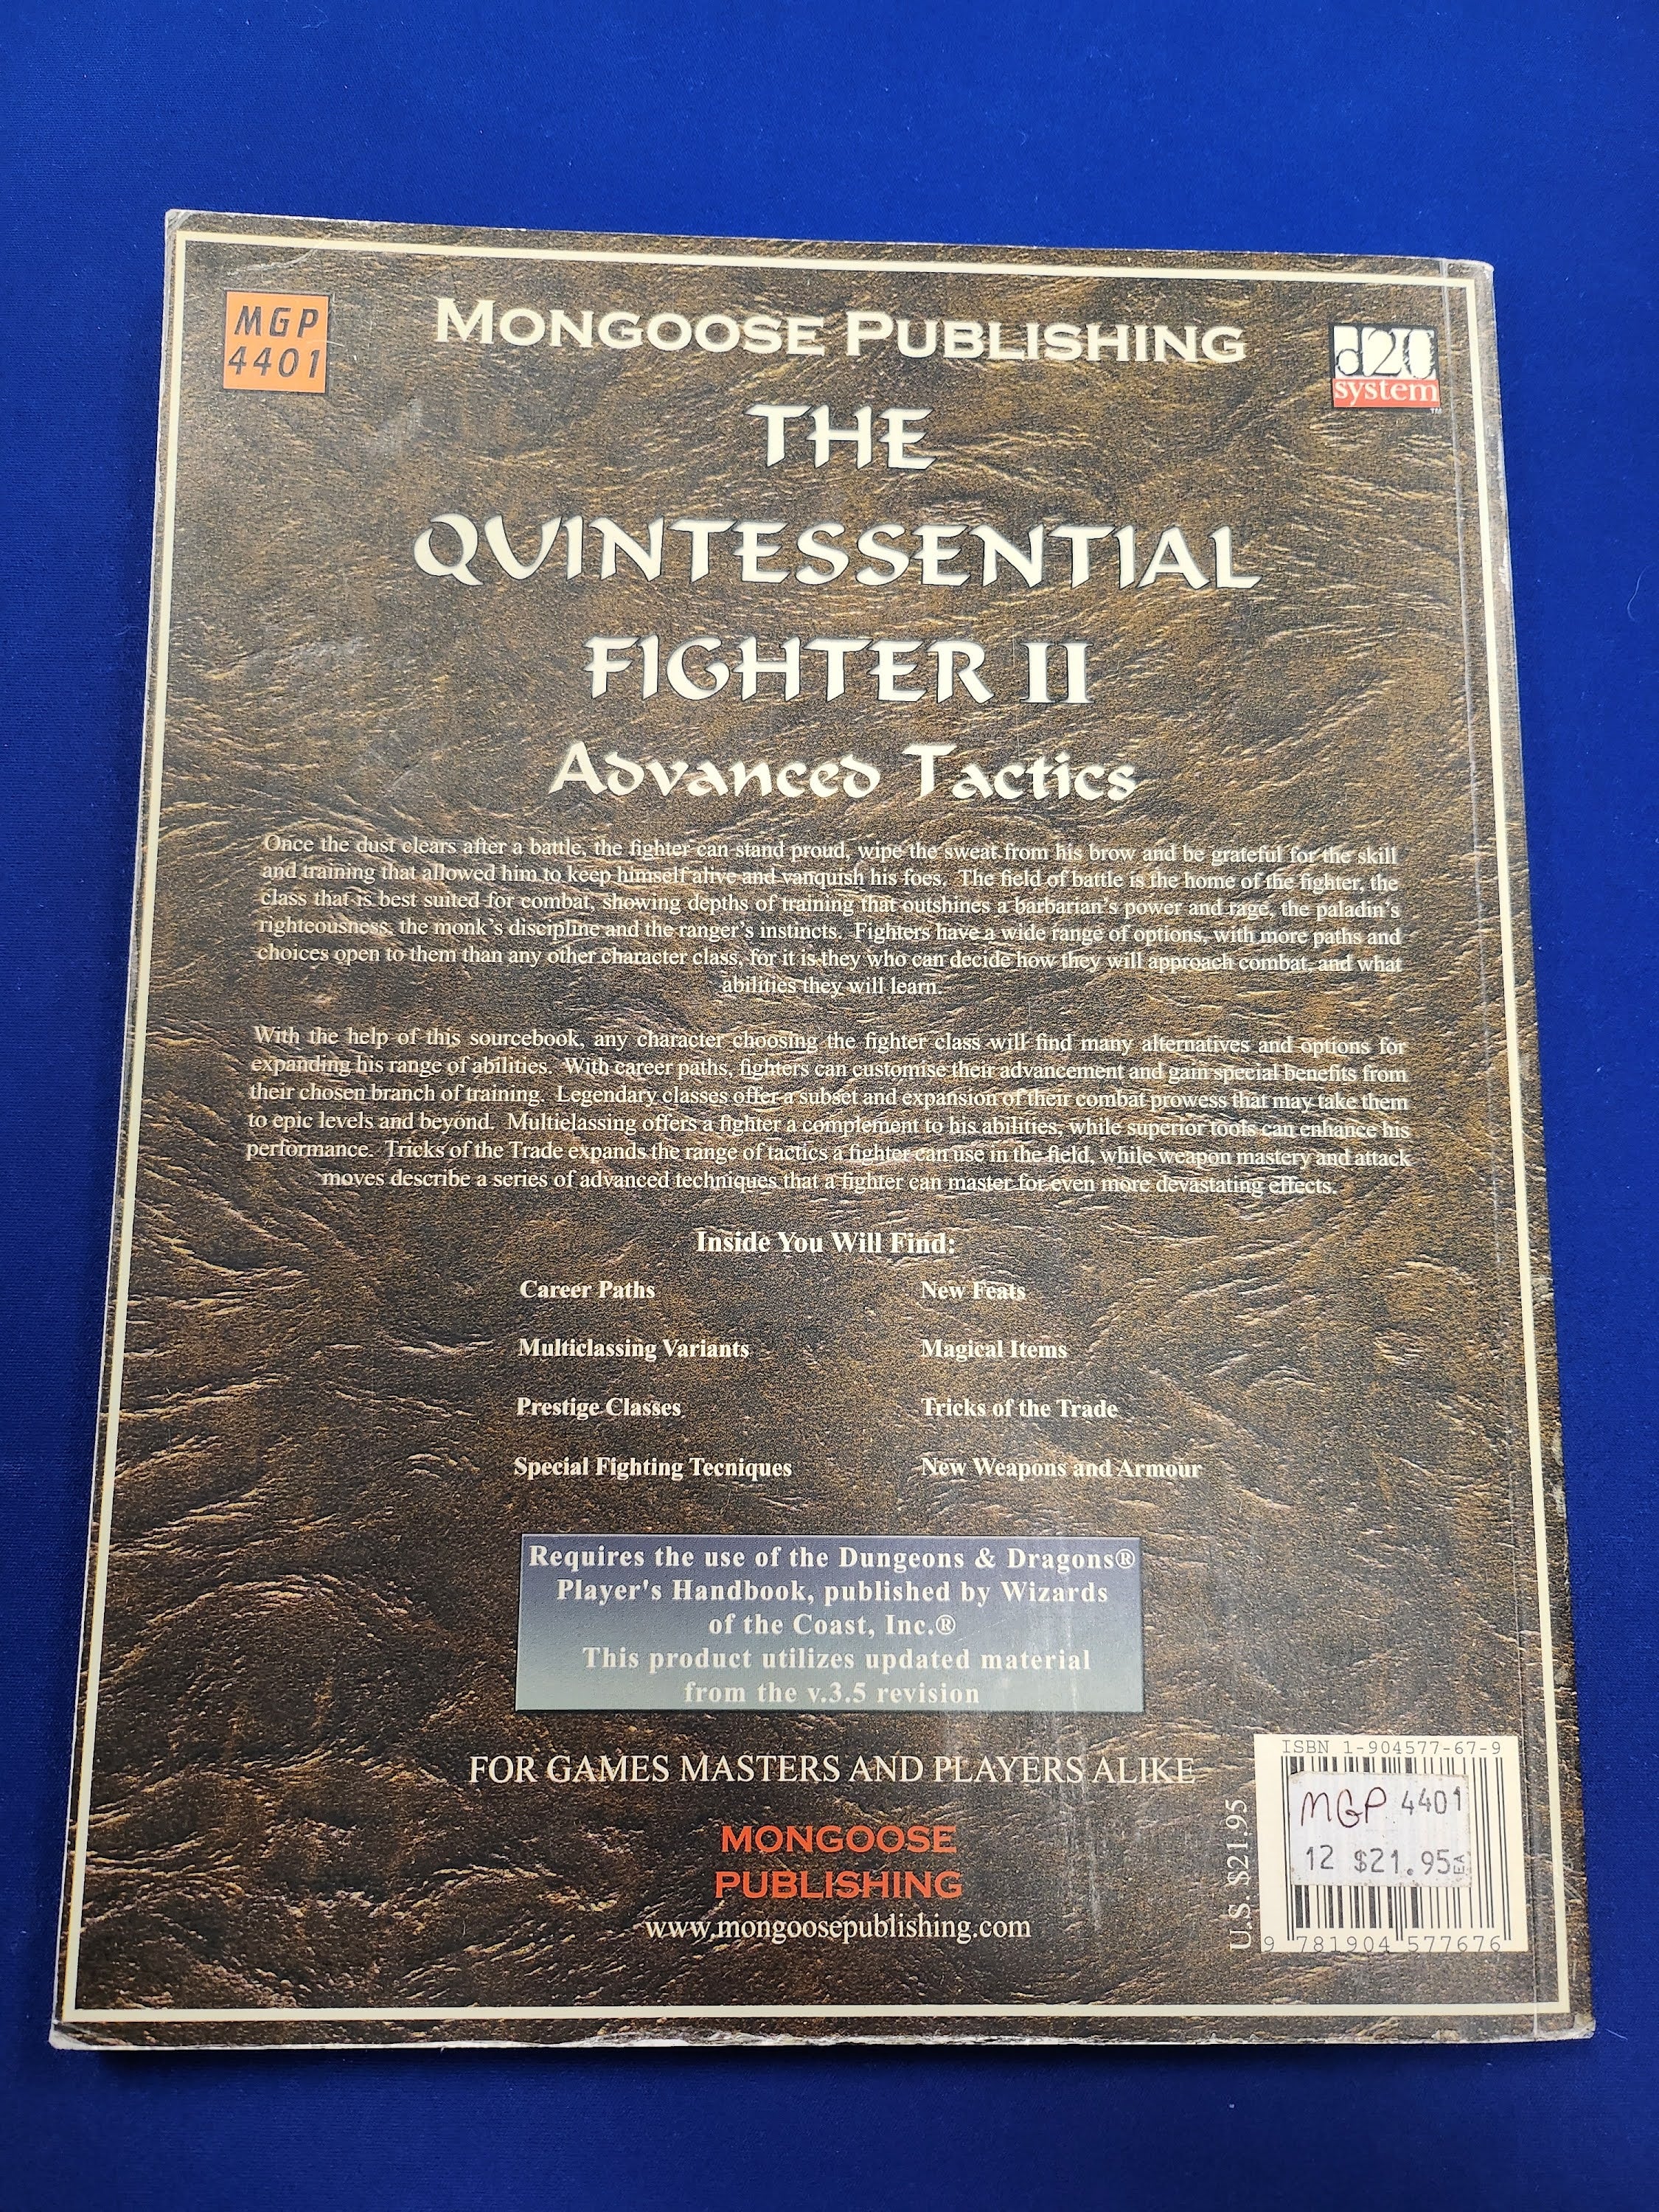 MGP
4401
MONGOOSE PUBLISHING
d20
system
TM
THE
QUINTESSENTIAL
FIGHTER II
Advanced Tactics
Once the dust clears after a battle, the fighter can stand proud, wipe the sweat from his brow and be grateful for the skill
and training that allowed him to keep himself alive and vanquish his foes. The field of battle is the home of the fighter, the
class that is best suited for combat, showing depths of training that outshines a barbarian's power and rage, the paladin's
righteousness, the monk's discipline and the ranger's instincts. Fighters have a wide range of options, with more paths and
choices open to them than any other character class, for it is they who can decide how they will approach combat, and what
abilities they will learn.
With the help of this sourcebook, any character choosing the fighter class will find many alternatives and options for
expanding his range of abilities. With career paths, fighters can customise their advancement and gain special benefits from
their chosen branch of training. Legendary classes offer a subset and expansion of their combat prowess that may take them
to epic levels and beyond. Multiclassing offers a fighter a complement to his abilities, while superior tools can enhance his
performance. Tricks of the Trade expands the range of tactics a fighter can use in the field, while weapon mastery and attack
moves describe a series of advanced techniques that a fighter can master for even more devastating effects.
Inside You Will Find:
Career Paths
New Feats
Multiclassing Variants
Magical Items
Prestige Classes
Tricks of the Trade
Special Fighting Tecniques
New Weapons and Armour
Requires the use of the Dungeons & Dragons®
Player's Handbook, published by Wizards
of the Coast, Inc.®
This product utilizes updated material
from the v.3.5 revision
FOR GAMES MASTERS AND PLAYERS ALIKE
MONGOOSE
PUBLISHING
www.mongoosepublishing.com
U.S. $21.95
ISBN 1-904577-67-9
MGP 4401
12 $21.95 EA
9 781904 577676